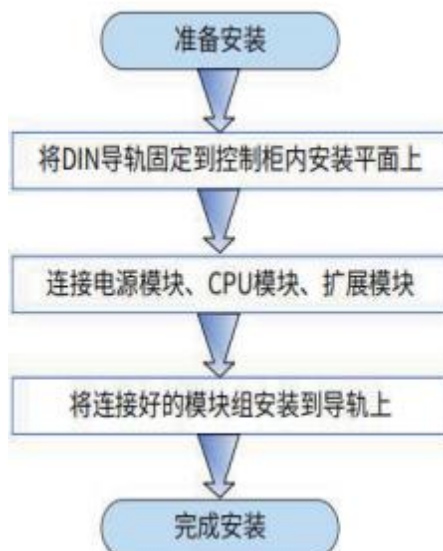 准备安装
将DIN导轨固定到控制柜内安装平面上
连接电源模块、CPU模块、扩展模块
将连接好的模块组安装到导轨上
完成安装